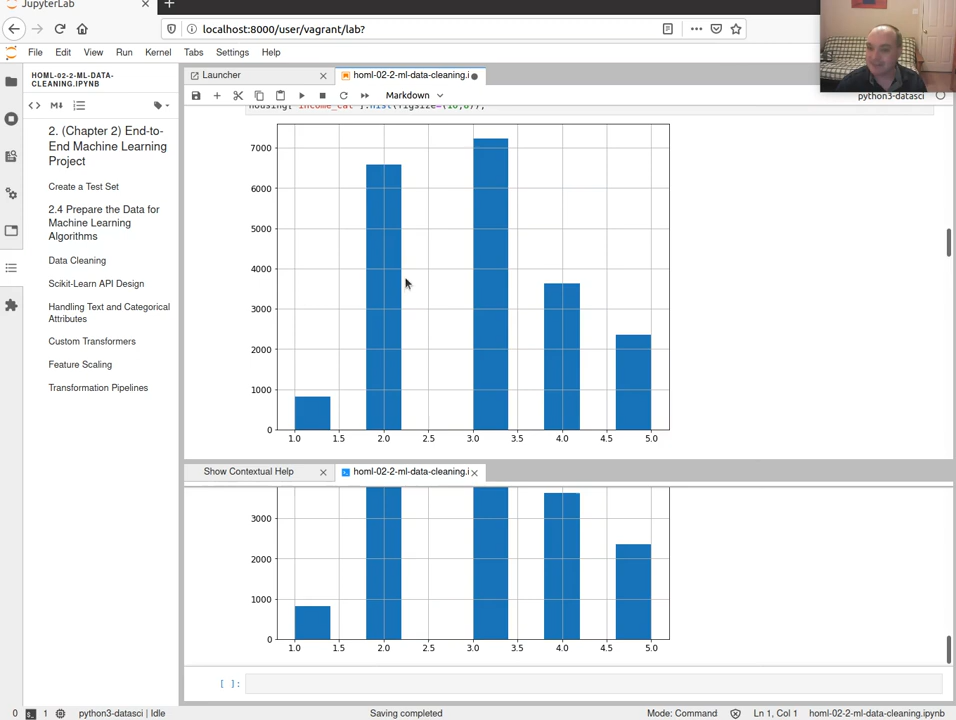 JupyterLab
localhost:8000/user/vagrant/lab?
File Edit View Run Kernel Tabs Settings Help
HOML-02-2-ML-DATA-
CLEANING.IPYNB
2. (Chapter 2) End-to-
End Machine Learning
Project
Create a Test Set
2.4 Prepare the Data for
Machine Learning
Algorithms
Data Cleaning
Scikit-Learn API Design
Handling Text and Categorical
Attributes
Custom Transformers
Feature Scaling
Transformation Pipelines
Launcher
homl-02-2-ml-data-cleaning.i
Markdown
python3-datasci
housing["income_cat"].hist(figsize=(10,8));
7000
6000
5000
4000
3000
2000
1000
0
1.0 1.5 2.0 2.5 3.0 3.5 4.0 4.5 5.0
Show Contextual Help
homl-02-2-ml-data-cleaning.i
3000
2000
1000
0
1.0 1.5 2.0 2.5 3.0 3.5 4.0 4.5 5.0
[ ]:
0 1 python3-datasci | Idle
Saving completed
Mode: Command
Ln 1, Col 1
homl-02-2-ml-data-cleaning.ipynb